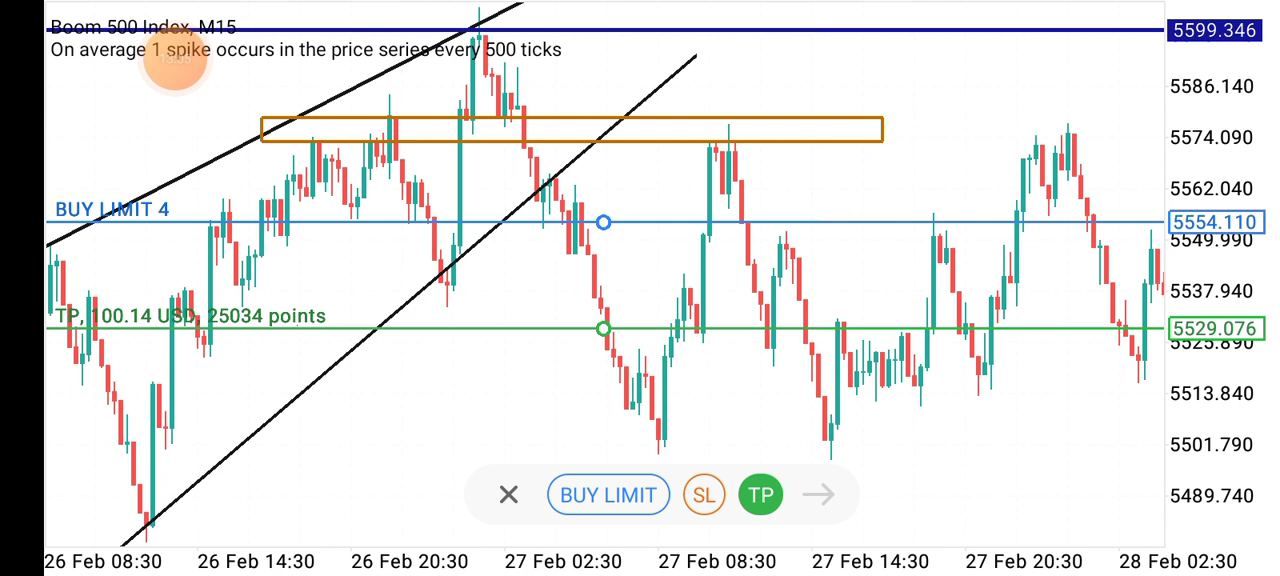 Boom 500 Index, M15
On average 1 spike occurs in the price series every 500 ticks
5599.346
5586.140
5574.090
5562.040
BUY LIMIT 4
5554.110
5549.990
5537.940
TP, 100.14 USD, 25034 points
5529.076
5525.890
5513.840
5501.790
BUY LIMIT
SL
TP
5489.740
26 Feb 08:30
26 Feb 14:30
26 Feb 20:30
27 Feb 02:30
27 Feb 08:30
27 Feb 14:30
27 Feb 20:30
28 Feb 02:30